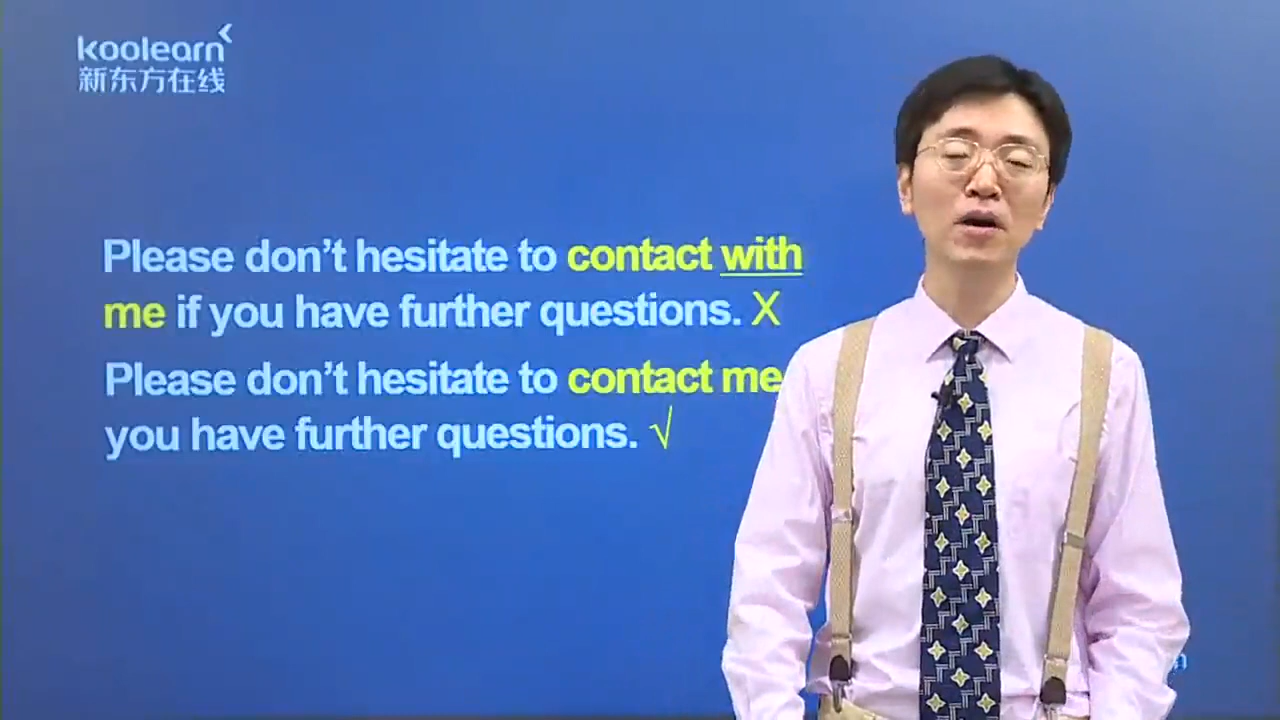 koolearn
新东方在线
Please don't hesitate to contact with
me if you have further questions. X
Please don't hesitate to contact me
you have further questions. √